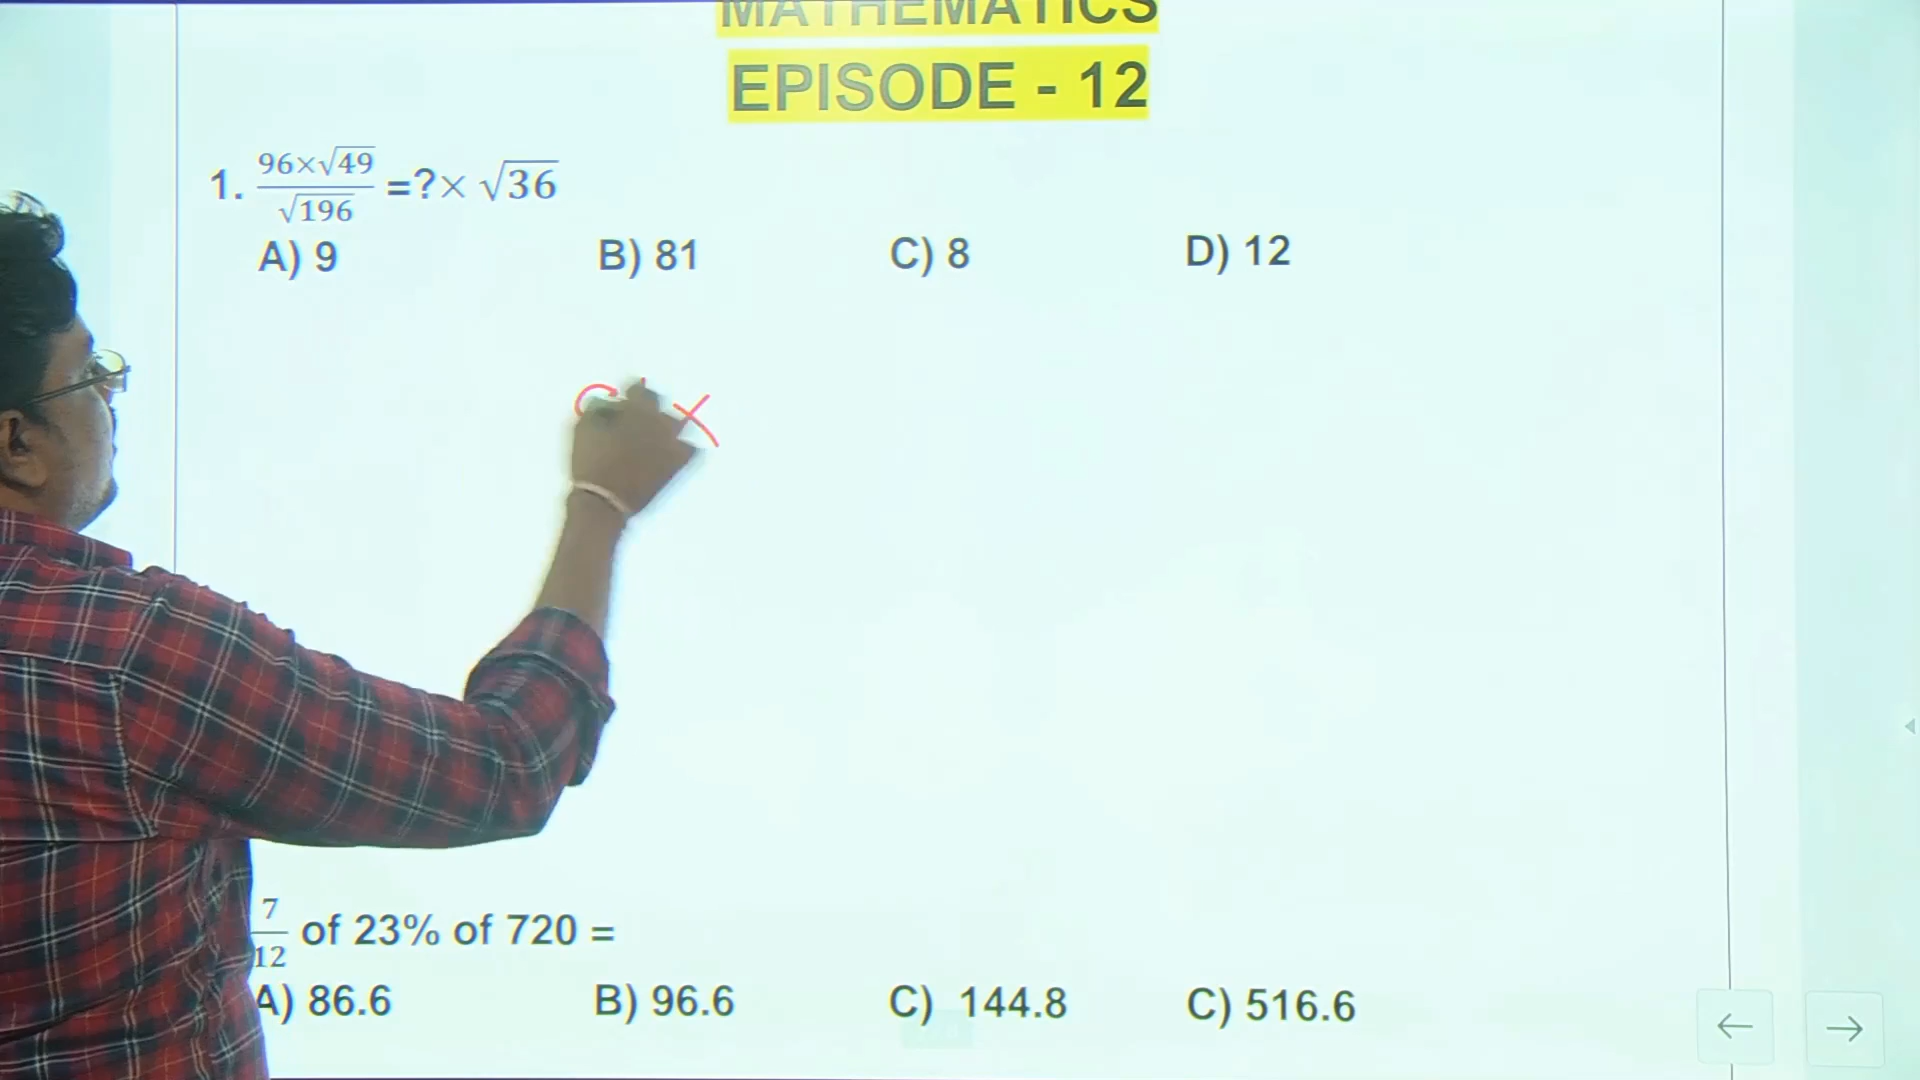 MATHEMATICS
EPISODE - 12
1. 96×√49/√196 =?× √36
A) 9 B) 81 C) 8 D) 12
×
7/12 of 23% of 720 =
A) 86.6 B) 96.6 C) 144.8 C) 516.6